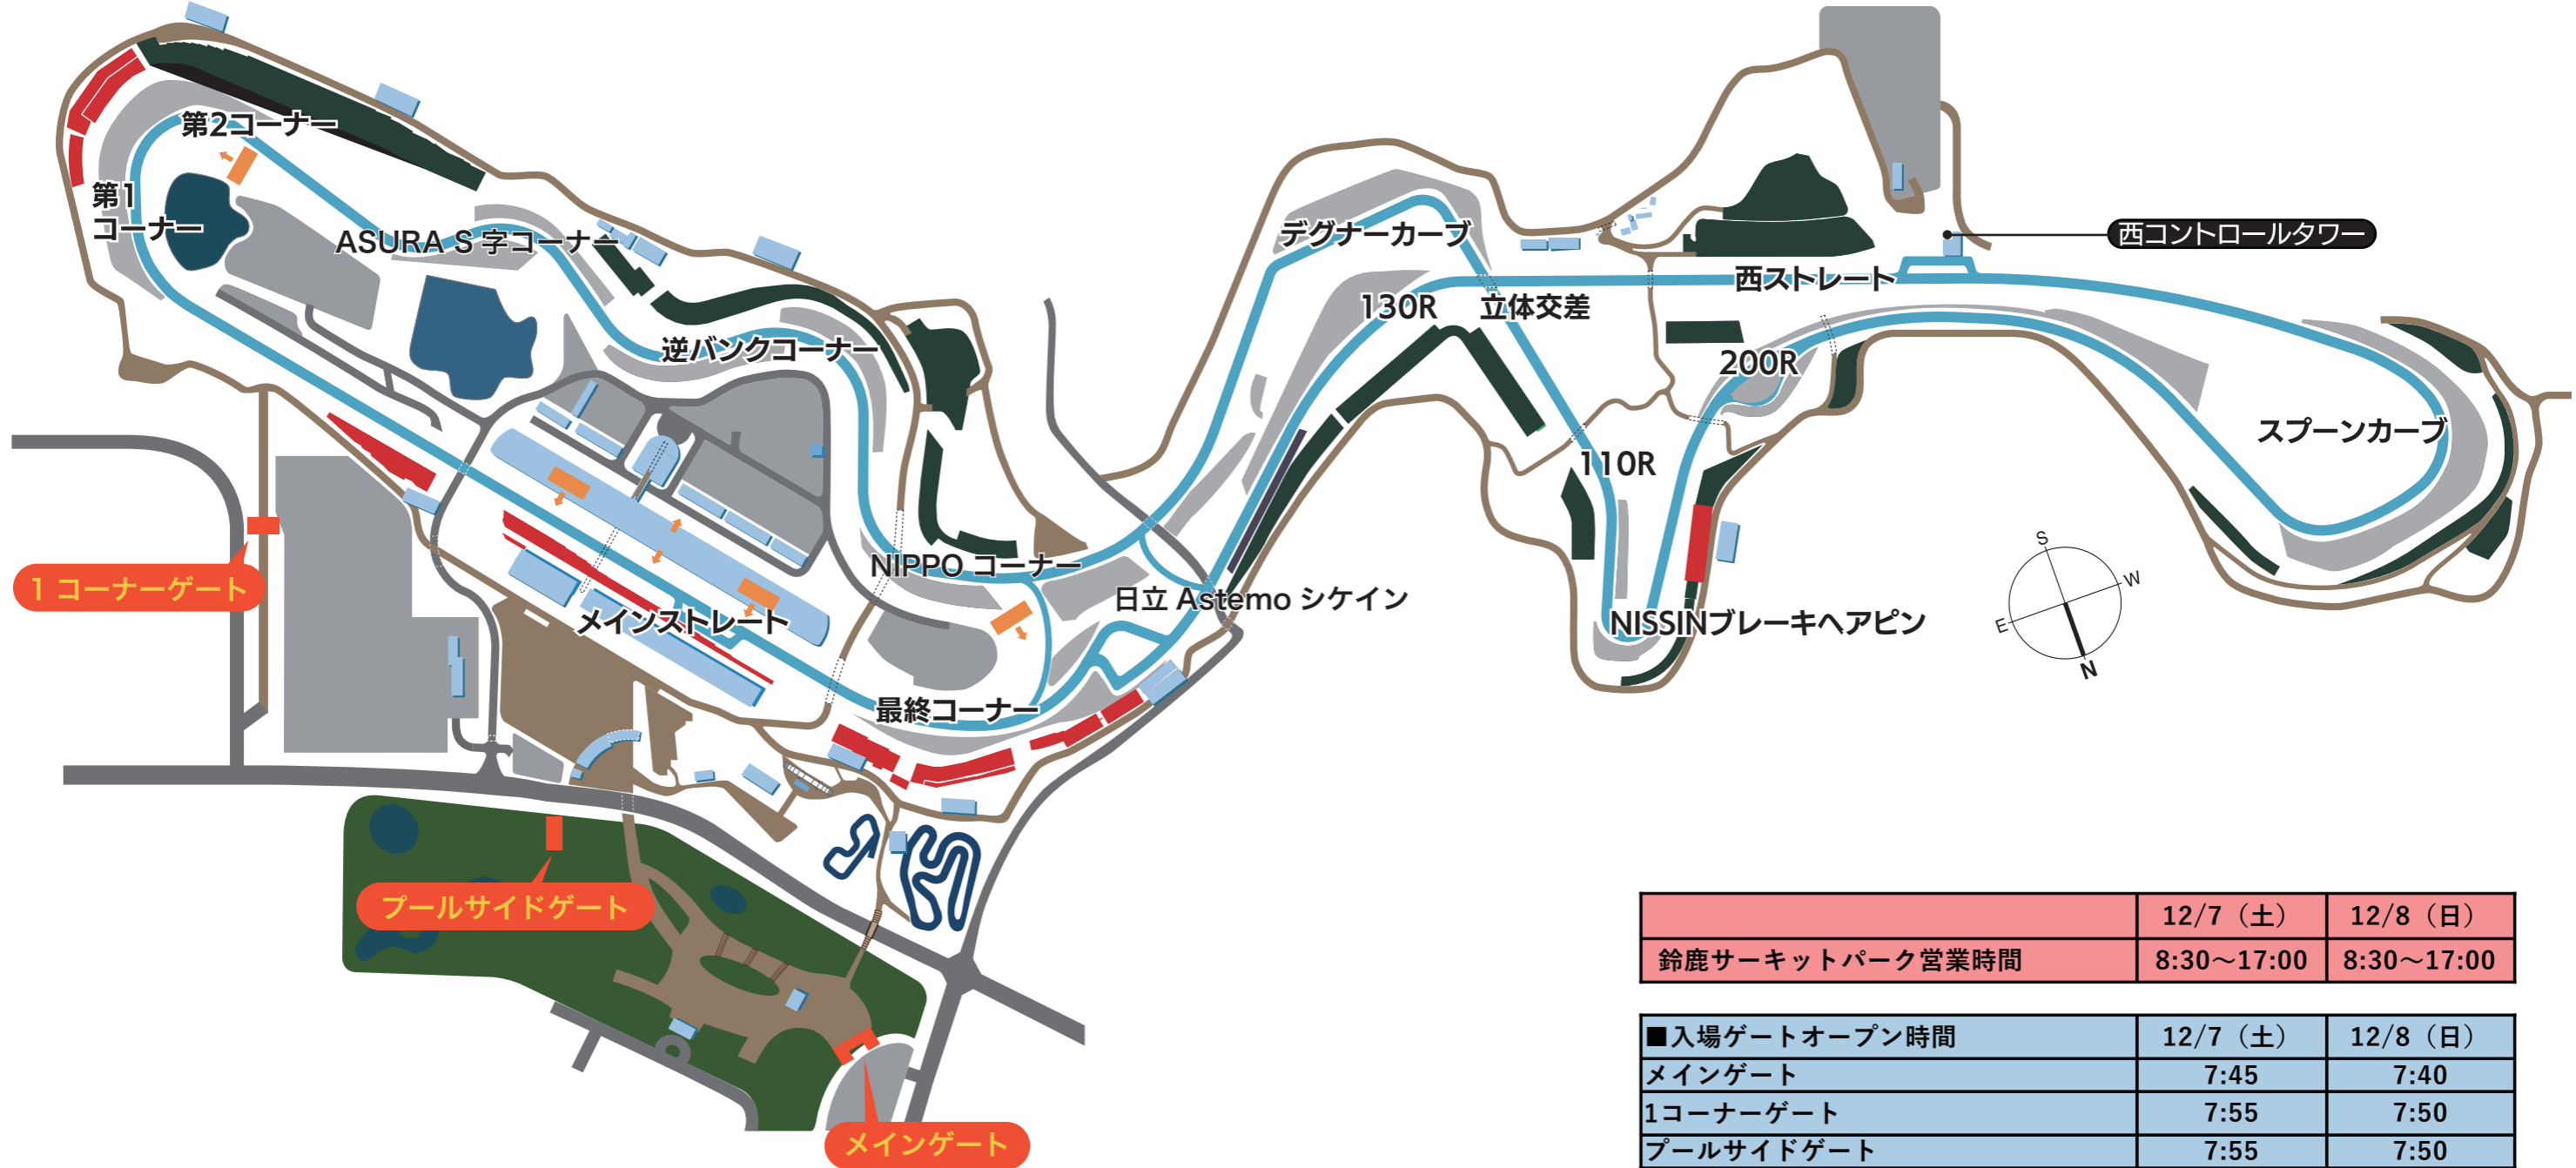 第2コーナー
第1
コーナー
ASURA S 字コーナー
逆バンクコーナー
デグナーカーブ
130R
立体交差
西ストレート
西コントロールタワー
200R
スプーンカーブ
110R
NISSINブレーキヘアピン
S
W
E
N
NIPPO コーナー
日立 Astemo シケイン
メインストレート
最終コーナー
1 コーナーゲート
プールサイドゲート
メインゲート
12/7（土） 12/8（日）
鈴鹿サーキットパーク営業時間 8:30～17:00 8:30～17:00
■入場ゲートオープン時間 12/7（土） 12/8（日）
メインゲート 7:45 7:40
1コーナーゲート 7:55 7:50
プールサイドゲート 7:55 7:50